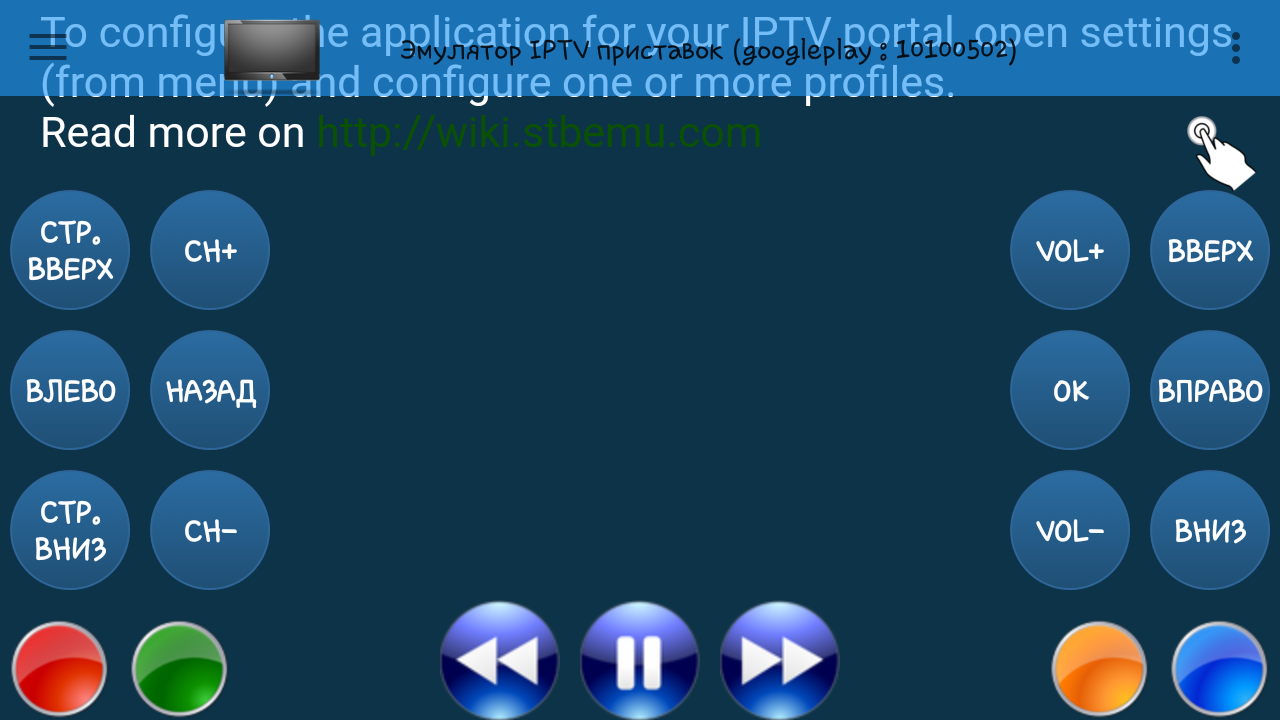 To configure the application for your IPTV portal, open settings
Эмулятор IPTV приставок (googleplay : 10100502)
(from menu) and configure one or more profiles.
Read more on http://wiki.stbemu.com
СТР. ВВЕРХ
CH+
VOL+
ВВЕРХ
ВЛЕВО
НАЗАД
OK
ВПРАВО
СТР. ВНИЗ
CH-
VOL-
ВНИЗ